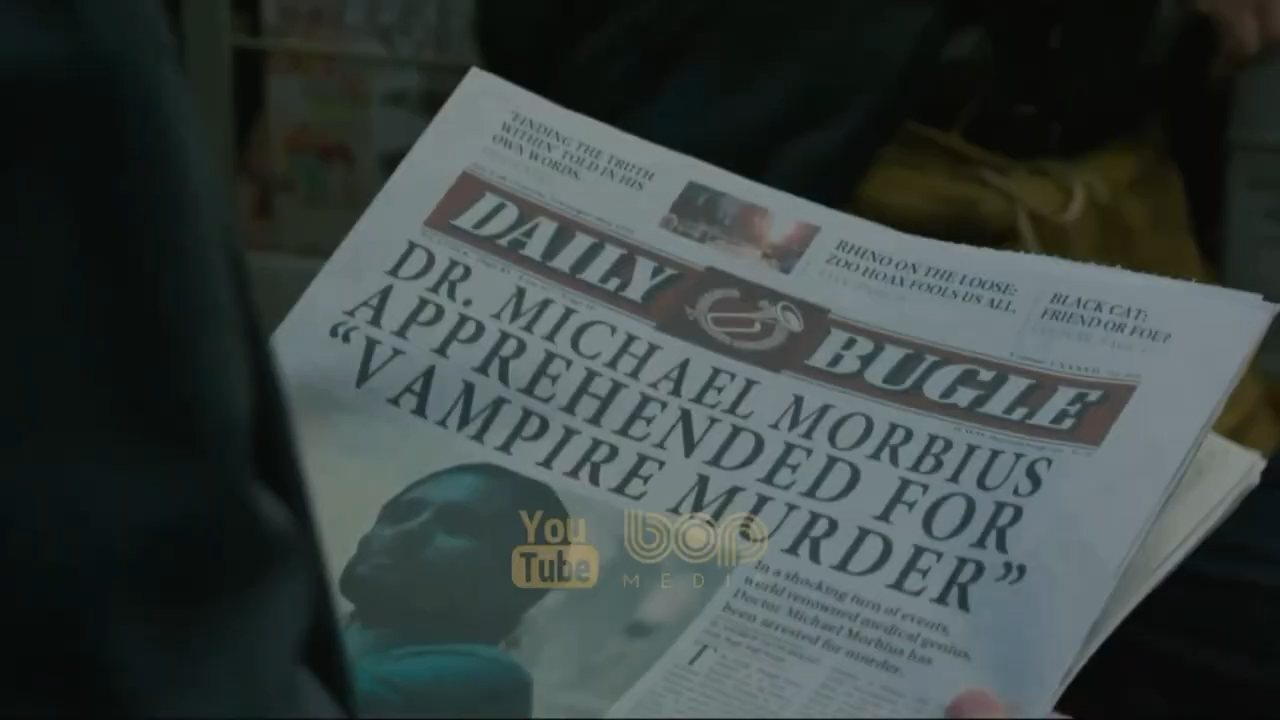 "FINDING THE TRUTH
WITHIN" TOLD IN HIS
OWN WORDS.
RHINO ON THE LOOSE:
ZOO HOAX FOOLS US ALL.
BLACK CAT:
FRIEND OR FOE?
DAILY BUGLE
DR. MICHAEL MORBIUS
APPREHENDED FOR
“VAMPIRE MURDER”
In a shocking turn of events,
world renowned medical genius,
Doctor Michael Morbius has
been arrested for murder.
You
Tube
bop
MEDI